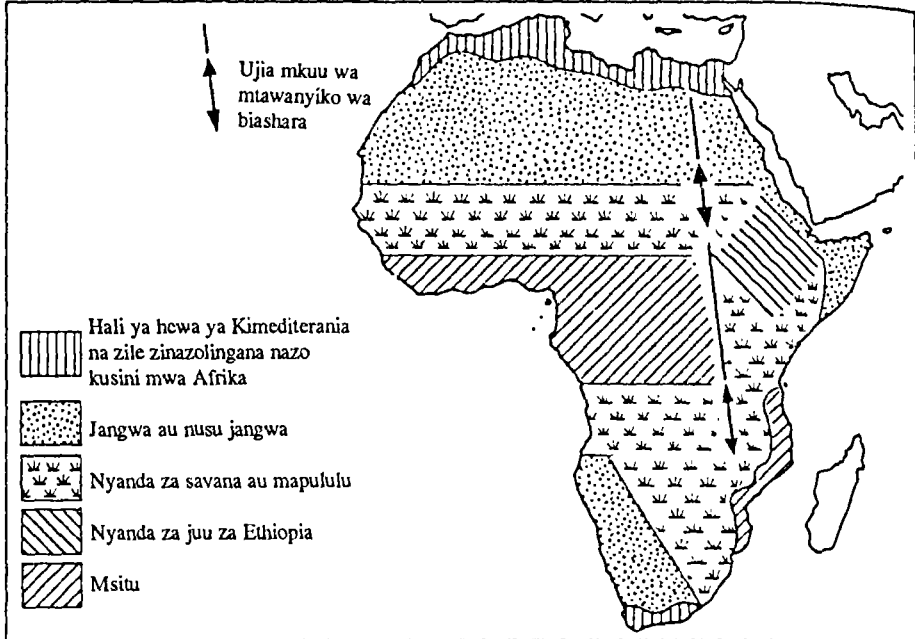 Ujia mkuu wa
mtawanyiko wa
biashara
Hali ya hewa ya Kimediterania
na zile zinazolingana nazo
kusini mwa Afrika
Jangwa au nusu jangwa
Nyanda za savana au mapululu
Nyanda za juu za Ethiopia
Msitu